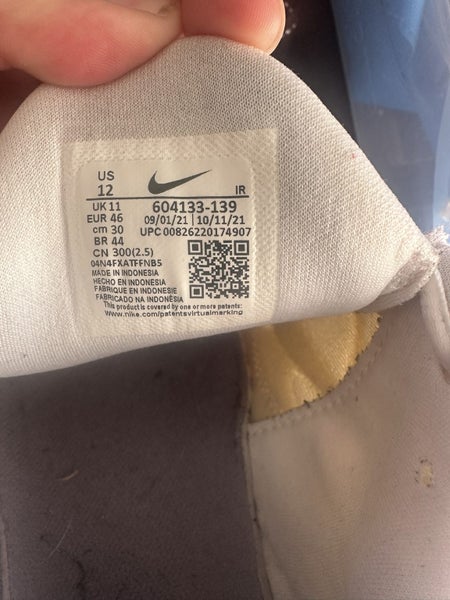 US
12
IR
UK 11
604133-139
EUR 46
09/01/21 | 10/11/21
cm 30
UPC 00826220174907
BR 44
CN 300(2.5)
04N4FXATFFNB5
MADE IN INDONESIA
HECHO EN INDONESIA
FABRIQUE EN INDONESIE
FABRICADO NA INDONESIA
This product is covered by one or more patents:
www.nike.com/patentsvirtualmarking